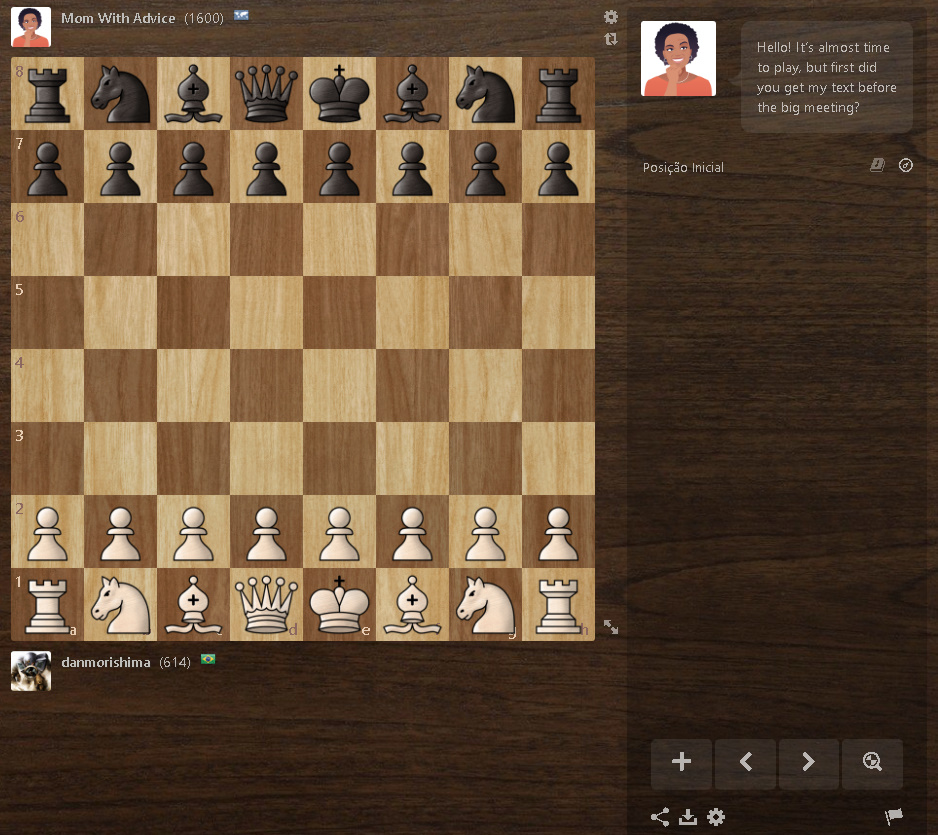 Mom With Advice (1600)
Hello! It's almost time
to play, but first did
you get my text before
the big meeting?
Posição Inicial
8
7
6
5
4
3
2
1
a c d e g h
danmorishima (614)